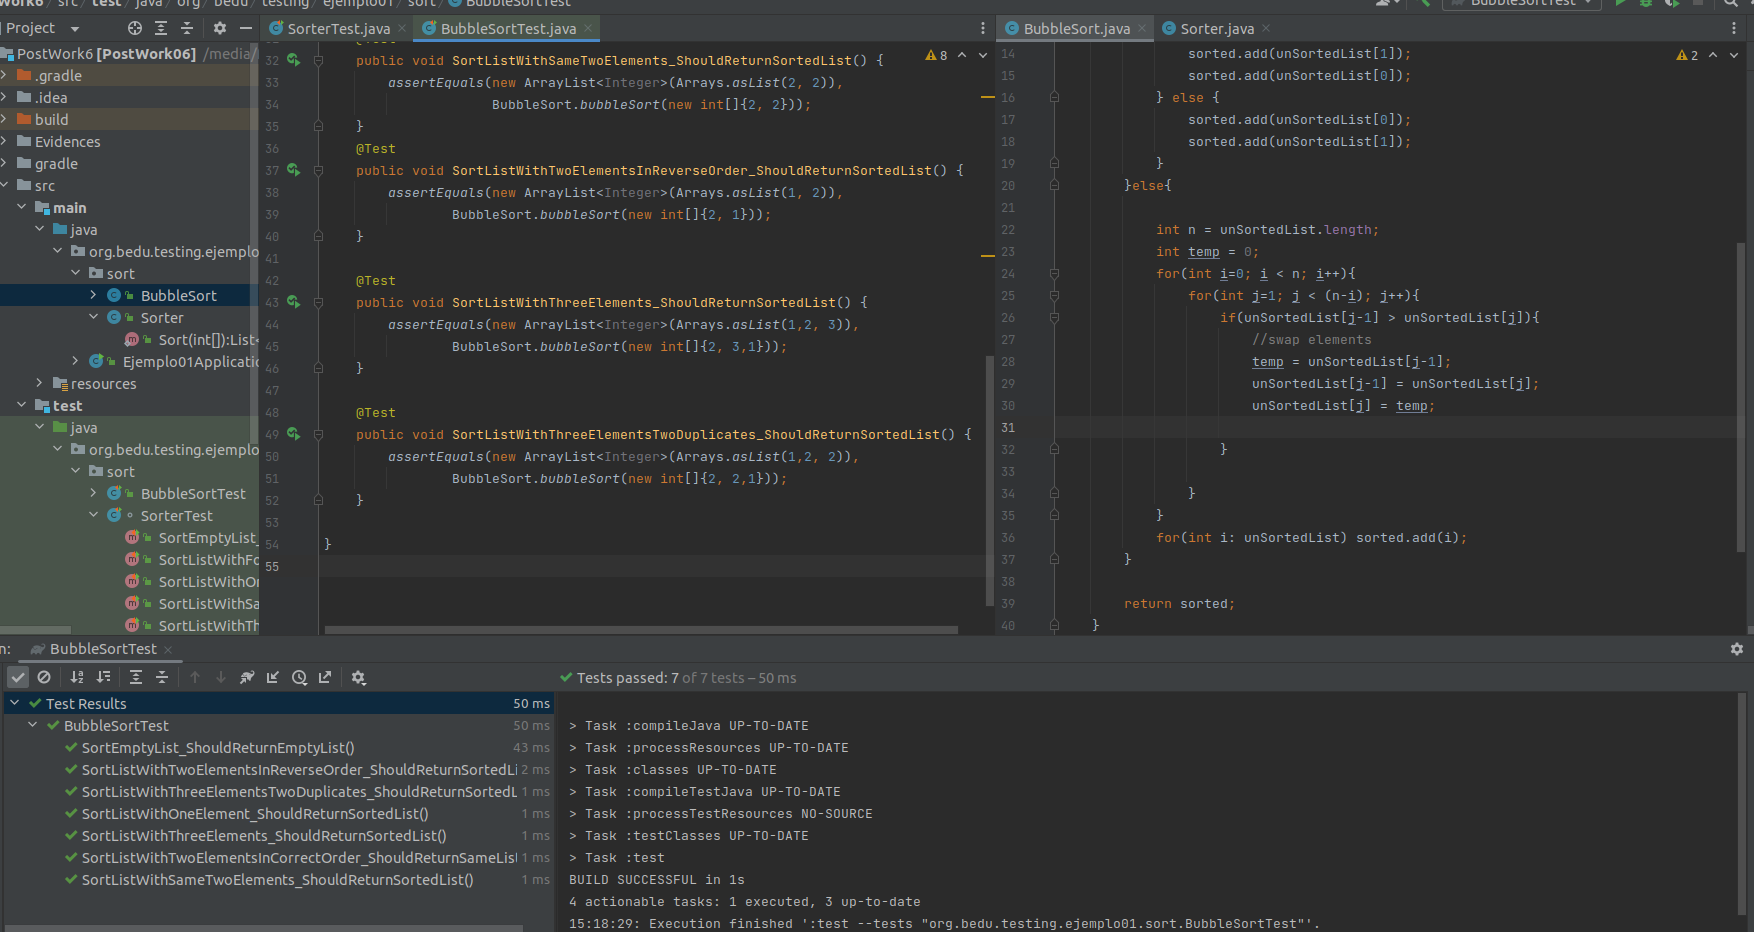 Work6 / src / test / java / org / bedu / testing / ejemplo01 / sort / BubbleSortTest
BubbleSortTest
Project
PostWork6 [PostWork06] /media/
.gradle
.idea
build
Evidences
gradle
src
main
java
org.bedu.testing.ejemplo
sort
BubbleSort
Sorter
Sort(int[]):List<
Ejemplo01Applicatio
resources
test
java
org.bedu.testing.ejemplo
sort
BubbleSortTest
SorterTest
SortEmptyList_
SortListWithFo
SortListWithOn
SortListWithSa
SortListWithTh
SorterTest.java
BubbleSortTest.java
8
@Test
32 public void SortListWithSameTwoElements_ShouldReturnSortedList() {
33 assertEquals(new ArrayList<Integer>(Arrays.asList(2, 2)),
34 BubbleSort.bubbleSort(new int[]{2, 2}));
35 }
36 @Test
37 public void SortListWithTwoElementsInReverseOrder_ShouldReturnSortedList() {
38 assertEquals(new ArrayList<Integer>(Arrays.asList(1, 2)),
39 BubbleSort.bubbleSort(new int[]{2, 1}));
40 }
41
42 @Test
43 public void SortListWithThreeElements_ShouldReturnSortedList() {
44 assertEquals(new ArrayList<Integer>(Arrays.asList(1,2, 3)),
45 BubbleSort.bubbleSort(new int[]{2, 3,1}));
46 }
47
48 @Test
49 public void SortListWithThreeElementsTwoDuplicates_ShouldReturnSortedList() {
50 assertEquals(new ArrayList<Integer>(Arrays.asList(1,2, 2)),
51 BubbleSort.bubbleSort(new int[]{2, 2,1}));
52 }
53
54 }
55
BubbleSort.java
Sorter.java
2
14 sorted.add(unSortedList[1]);
15 sorted.add(unSortedList[0]);
16 } else {
17 sorted.add(unSortedList[0]);
18 sorted.add(unSortedList[1]);
19 }
20 }else{
21
22 int n = unSortedList.length;
23 int temp = 0;
24 for(int i=0; i < n; i++){
25 for(int j=1; j < (n-i); j++){
26 if(unSortedList[j-1] > unSortedList[j]){
27 //swap elements
28 temp = unSortedList[j-1];
29 unSortedList[j-1] = unSortedList[j];
30 unSortedList[j] = temp;
31
32 }
33
34 }
35 }
36 for(int i: unSortedList) sorted.add(i);
37 }
38
39 return sorted;
40 }
n: BubbleSortTest
Tests passed: 7 of 7 tests – 50 ms
Test Results 50 ms
BubbleSortTest 50 ms
SortEmptyList_ShouldReturnEmptyList() 43 ms
SortListWithTwoElementsInReverseOrder_ShouldReturnSortedLi 2 ms
SortListWithThreeElementsTwoDuplicates_ShouldReturnSortedL 1 ms
SortListWithOneElement_ShouldReturnSortedList() 1 ms
SortListWithThreeElements_ShouldReturnSortedList() 1 ms
SortListWithTwoElementsInCorrectOrder_ShouldReturnSameList 1 ms
SortListWithSameTwoElements_ShouldReturnSortedList() 1 ms
> Task :compileJava UP-TO-DATE
> Task :processResources UP-TO-DATE
> Task :classes UP-TO-DATE
> Task :compileTestJava UP-TO-DATE
> Task :processTestResources NO-SOURCE
> Task :testClasses UP-TO-DATE
> Task :test
BUILD SUCCESSFUL in 1s
4 actionable tasks: 1 executed, 3 up-to-date
15:18:29: Execution finished ':test --tests "org.bedu.testing.ejemplo01.sort.BubbleSortTest"'.